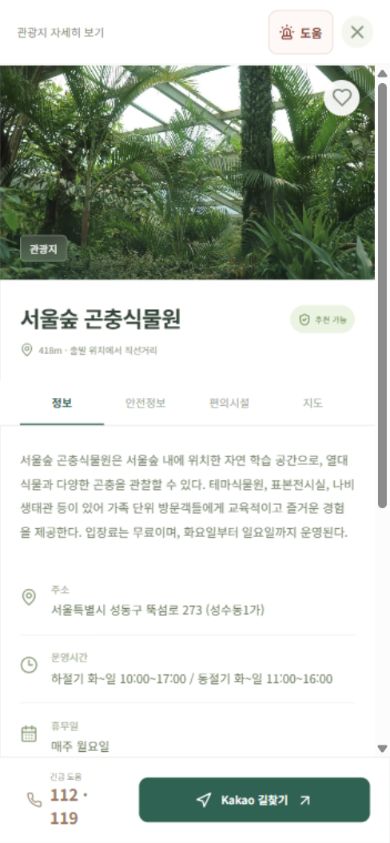 관광지 자세히 보기
도움
관광지
서울숲 곤충식물원
추천 가능
418m · 출발 위치에서 직선거리
정보
안전정보
편의시설
지도
서울숲 곤충식물원은 서울숲 내에 위치한 자연 학습 공간으로, 열대
식물과 다양한 곤충을 관찰할 수 있다. 테마식물원, 표본전시실, 나비
생태관 등이 있어 가족 단위 방문객들에게 교육적이고 즐거운 경험
을 제공한다. 입장료는 무료이며, 화요일부터 일요일까지 운영된다.
주소
서울특별시 성동구 뚝섬로 273 (성수동1가)
운영시간
하절기 화~일 10:00~17:00 / 동절기 화~일 11:00~16:00
휴무일
매주 월요일
긴급 도움
112 ·
119
Kakao 길찾기